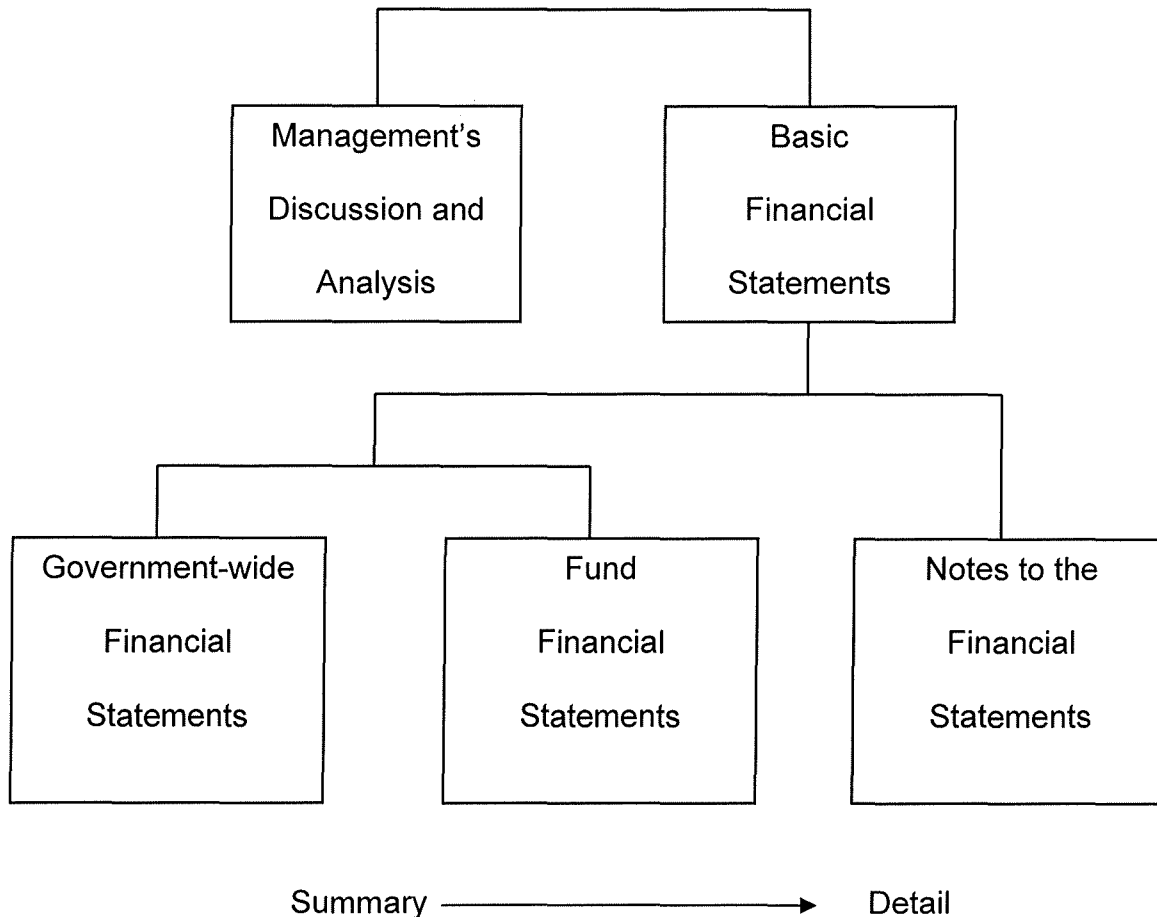 Management’s
Discussion and
Analysis
Basic
Financial
Statements
Government-wide
Financial
Statements
Fund
Financial
Statements
Notes to the
Financial
Statements
Summary
Detail